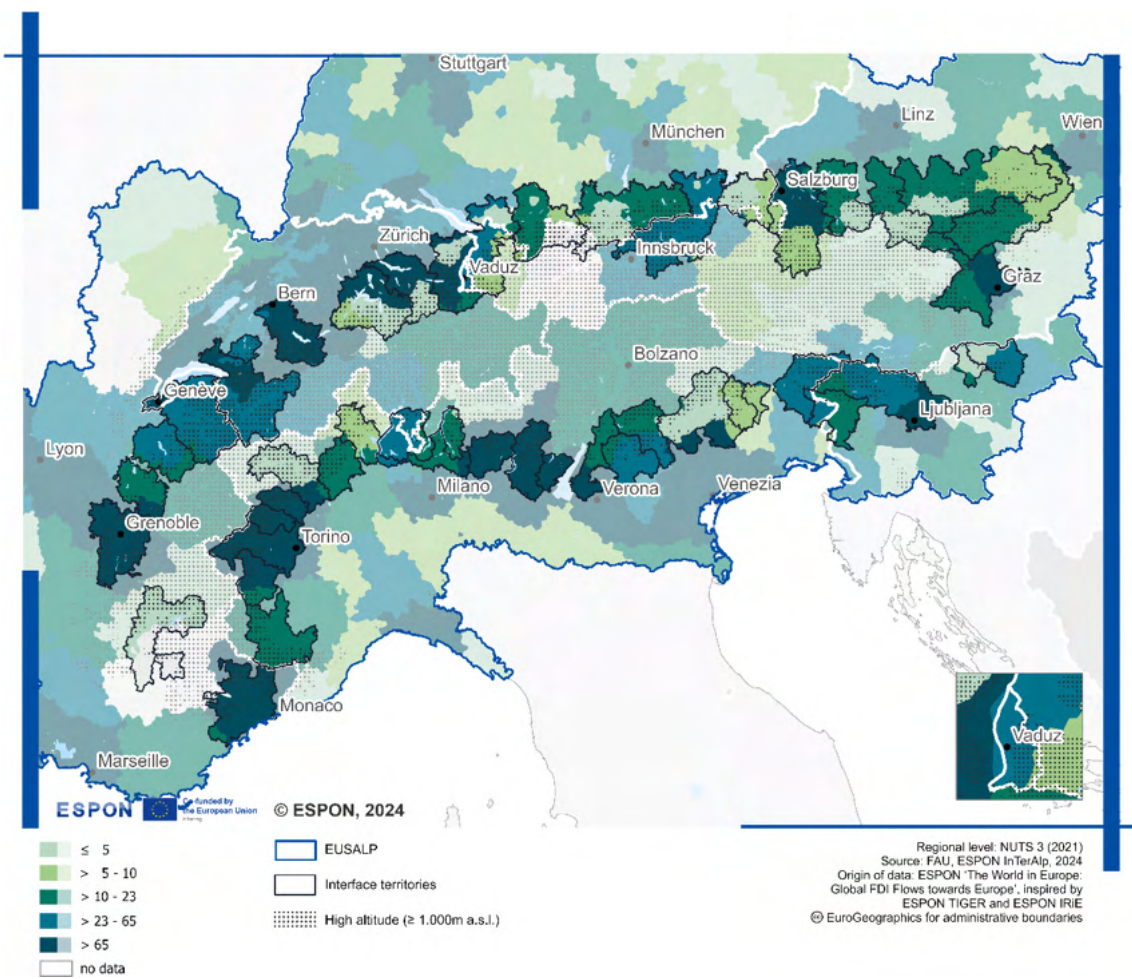 Stuttgart
Linz
Wien
München
Salzburg
Zürich
Innsbruck
Vaduz
Graz
Bern
Bolzano
Genève
Ljubljana
Lyon
Milano
Verona
Venezia
Grenoble
Torino
Monaco
Vaduz
Marseille
ESPON
Co-funded by
the European Union
Interreg
© ESPON, 2024
≤ 5
> 5 - 10
> 10 - 23
> 23 - 65
> 65
no data
EUSALP
Interface territories
High altitude (≥ 1.000m a.s.l.)
Regional level: NUTS 3 (2021)
Source: FAU, ESPON InTerAlp, 2024
Origin of data: ESPON 'The World in Europe:
Global FDI Flows towards Europe', inspired by
ESPON TIGER and ESPON IRiE
© EuroGeographics for administrative boundaries